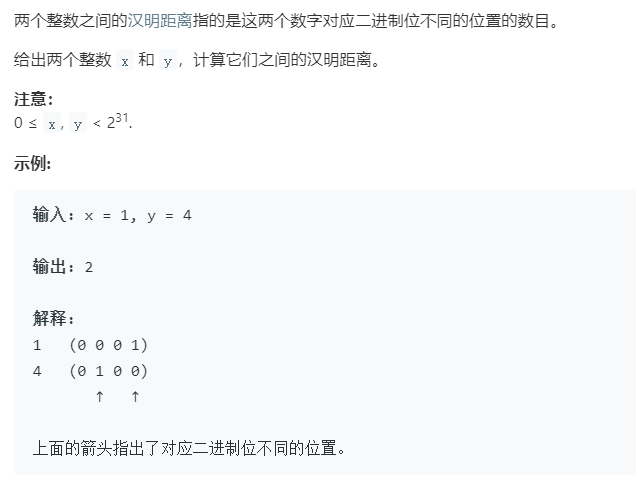 两个整数之间的汉明距离指的是这两个数字对应二进制位不同的位置的数目。
给出两个整数 x 和 y，计算它们之间的汉明距离。
注意：
0 ≤ x, y < 2³¹.
示例:
输入: x = 1, y = 4
输出: 2
解释:
1 (0 0 0 1)
4 (0 1 0 0)
↑ ↑
上面的箭头指出了对应二进制位不同的位置。